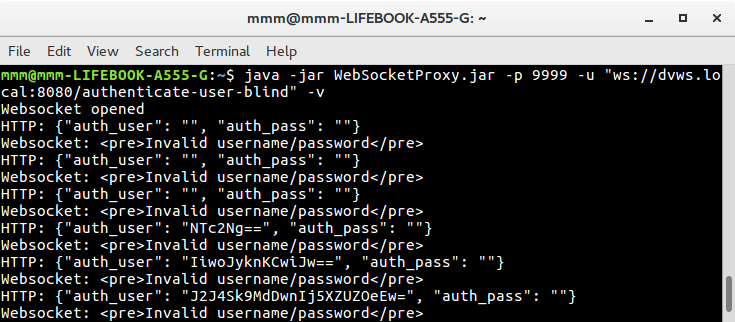 mmm@mmm-LIFEBOOK-A555-G: ~
File Edit View Search Terminal Help
mmm@mmm-LIFEBOOK-A555-G:~$ java -jar WebSocketProxy.jar -p 9999 -u "ws://dvws.lo
cal:8080/authenticate-user-blind" -v
Websocket opened
HTTP: {"auth_user": "", "auth_pass": ""}
Websocket: <pre>Invalid username/password</pre>
HTTP: {"auth_user": "", "auth_pass": ""}
Websocket: <pre>Invalid username/password</pre>
HTTP: {"auth_user": "", "auth_pass": ""}
Websocket: <pre>Invalid username/password</pre>
HTTP: {"auth_user": "NTc2Ng==", "auth_pass": ""}
Websocket: <pre>Invalid username/password</pre>
HTTP: {"auth_user": "IiwoJyknKCwiJw==", "auth_pass": ""}
Websocket: <pre>Invalid username/password</pre>
HTTP: {"auth_user": "J2J4Sk9MdDwnIj5XZUZOeEw=", "auth_pass": ""}
Websocket: <pre>Invalid username/password</pre>